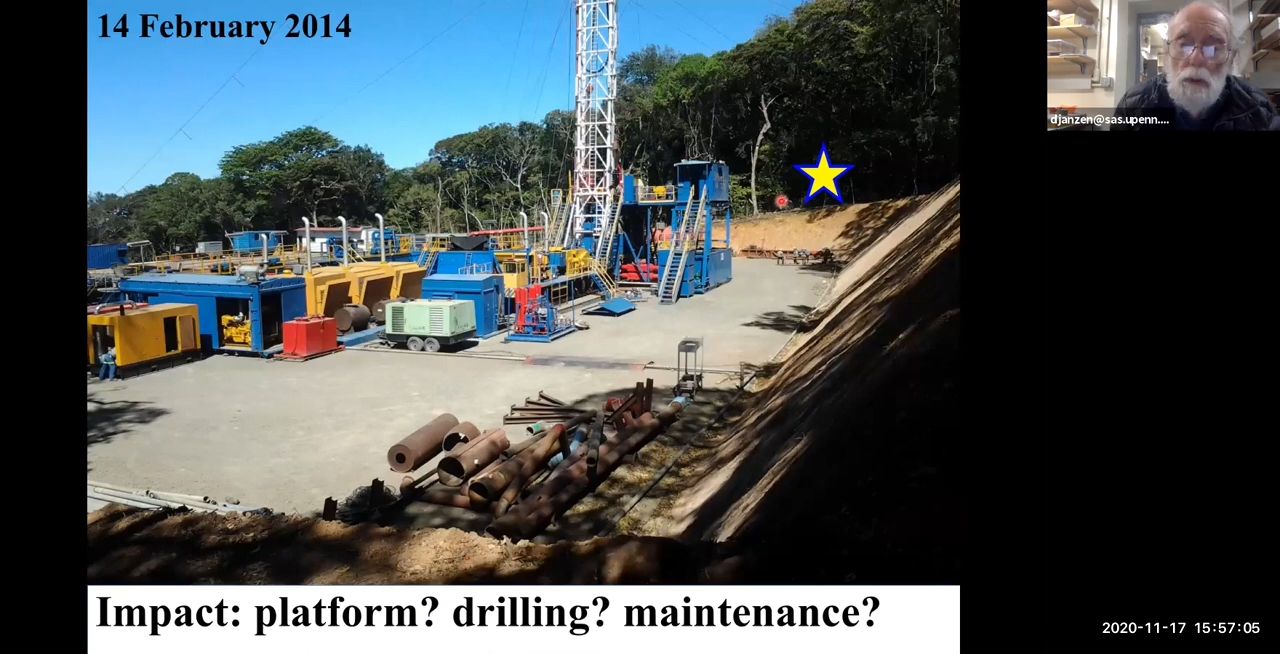 14 February 2014
djanzen@sas.upenn....
Impact: platform? drilling? maintenance?
2020-11-17 15:57:05